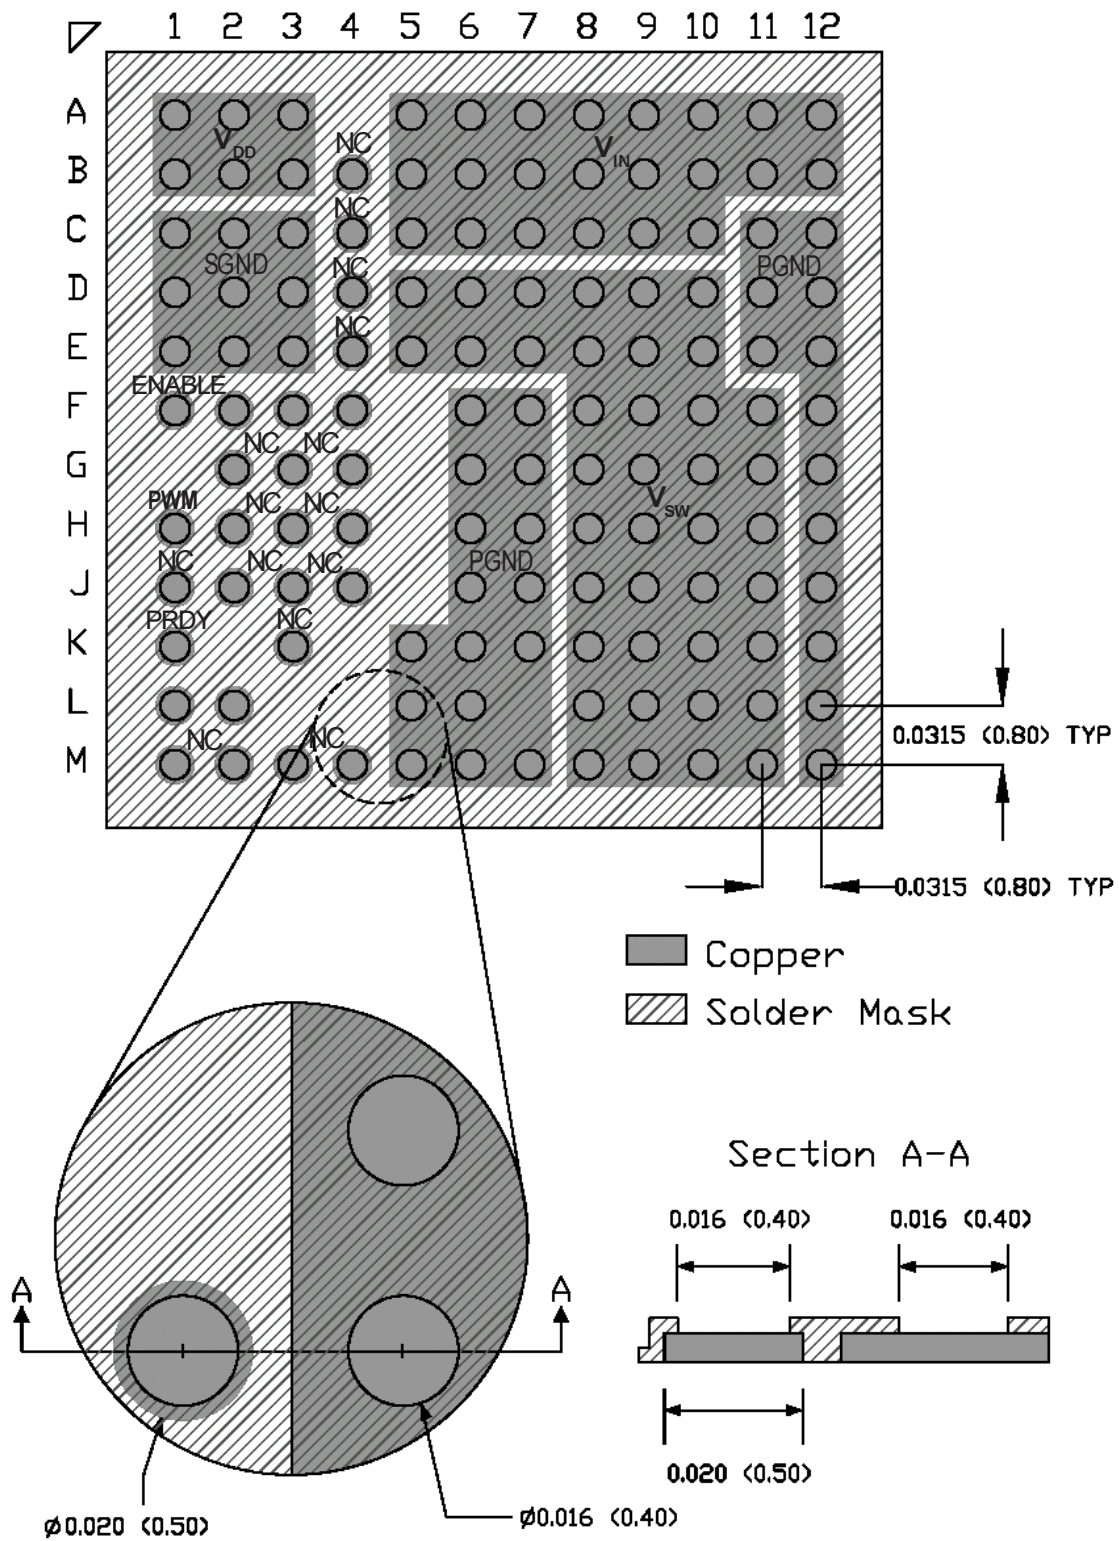 1 2 3 4 5 6 7 8 9 10 11 12
A
VDD
NC
VIN
B
NC
C
SGND
NC
PGND
D
NC
E
ENABLE
F
NC NC
G
PWM
NC NC
VSW
H
NC
NC NC
PGND
J
PRDY
NC
K
L
0.0315 (0.80) TYP
NC
NC
M
0.0315 (0.80) TYP
Copper
Solder Mask
Section A-A
0.016 (0.40)
0.016 (0.40)
A
A
0.020 (0.50)
Ø0.020 (0.50)
Ø0.016 (0.40)